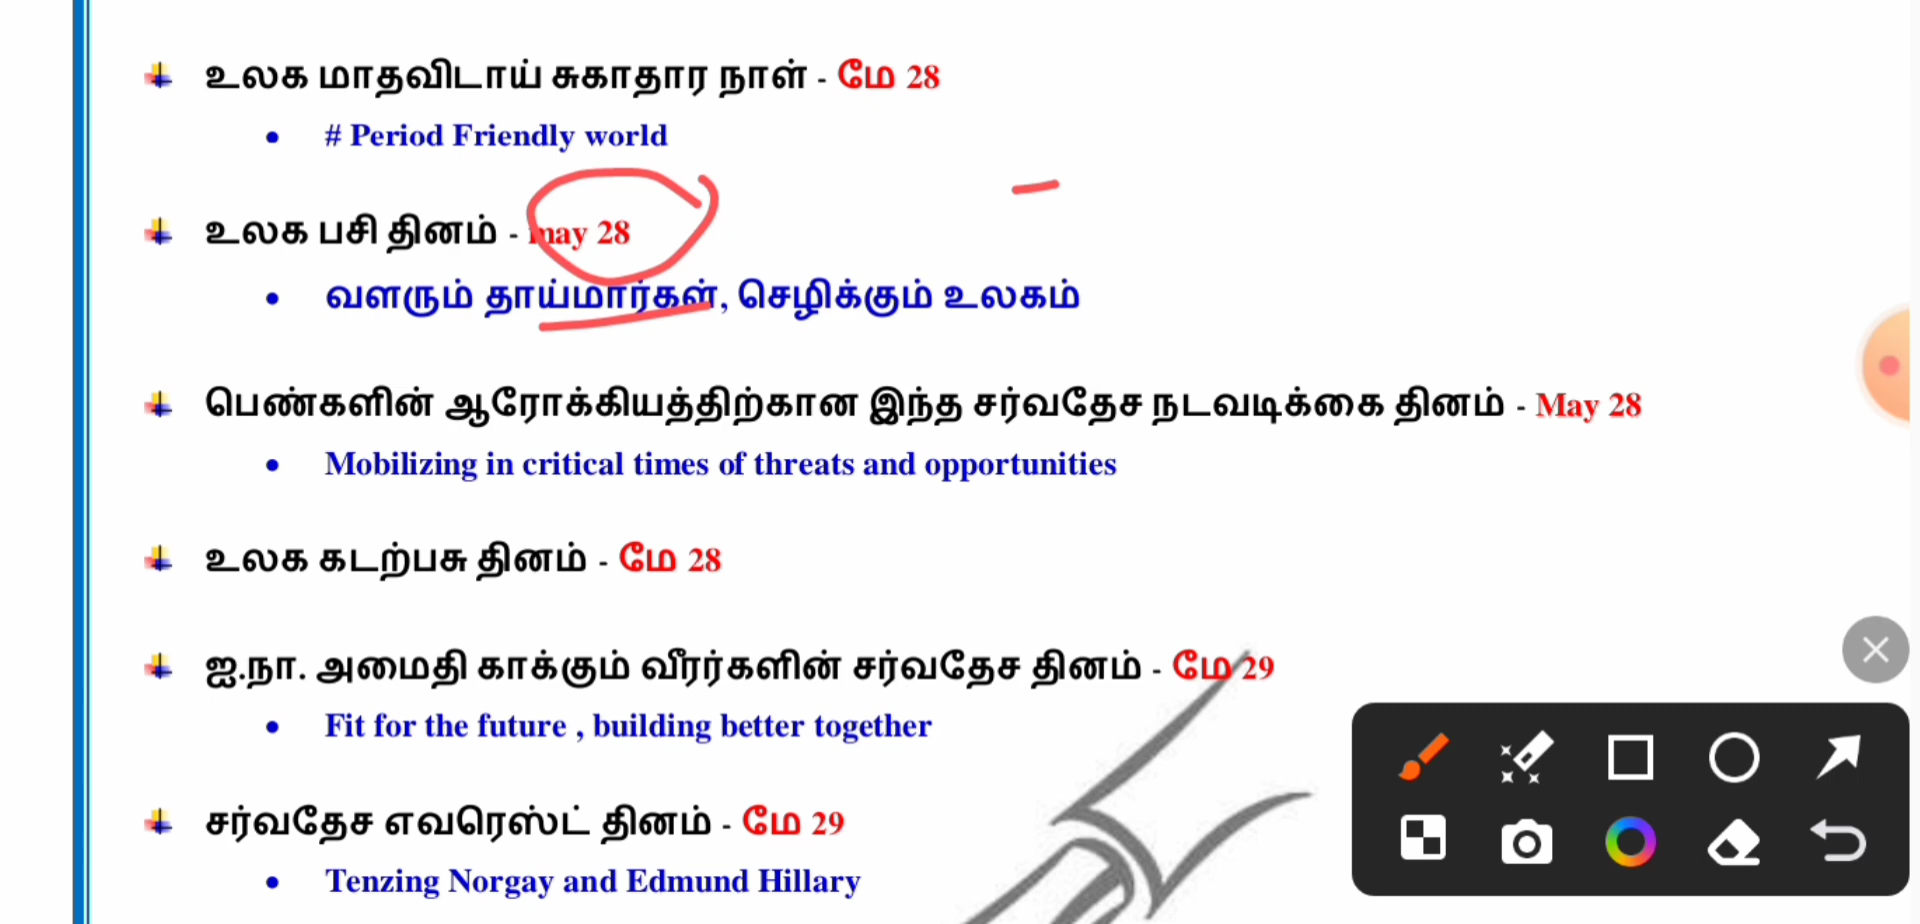 உலக மாதவிடாய் சுகாதார நாள் - மே 28
# Period Friendly world
உலக பசி தினம் - may 28
வளரும் தாய்மார்கள், செழிக்கும் உலகம்
பெண்களின் ஆரோக்கியத்திற்கான இந்த சர்வதேச நடவடிக்கை தினம் - May 28
Mobilizing in critical times of threats and opportunities
உலக கடற்பசு தினம் - மே 28
ஐ.நா. அமைதி காக்கும் வீரர்களின் சர்வதேச தினம் - மே 29
Fit for the future , building better together
சர்வதேச எவரெஸ்ட் தினம் - மே 29
Tenzing Norgay and Edmund Hillary